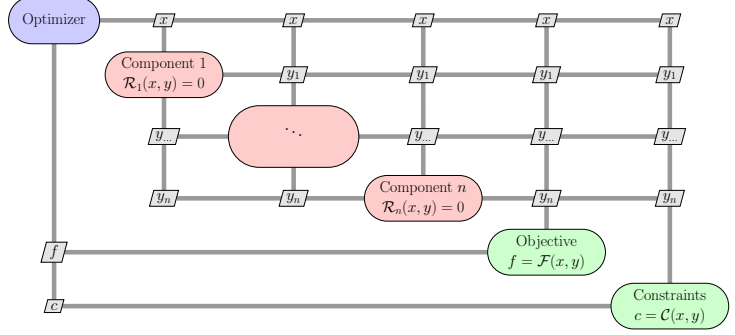 Optimizer x x x x x
Component 1 y₁ y₁ y₁ y₁
ℛ₁(x, y) = 0
y... ⋱ y... y... y...
yₙ yₙ Component n yₙ yₙ
ℛₙ(x, y) = 0
f Objective
f = ℱ(x, y)
c Constraints
c = 𝒞(x, y)